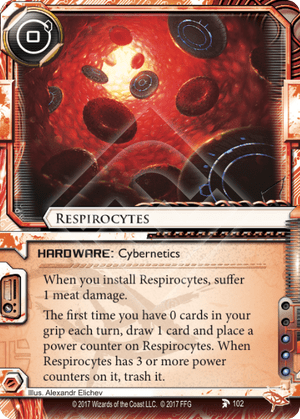 0
RESPIROCYTES
HARDWARE: Cybernetics
When you install Respirocytes, suffer
1 meat damage.
The first time you have 0 cards in your
grip each turn, draw 1 card and place a
power counter on Respirocytes. When
Respirocytes has 3 or more power
counters on it, trash it.
Illus. Alexandr Elichev
© 2017 Wizards of the Coast LLC. © 2017 FFG
102